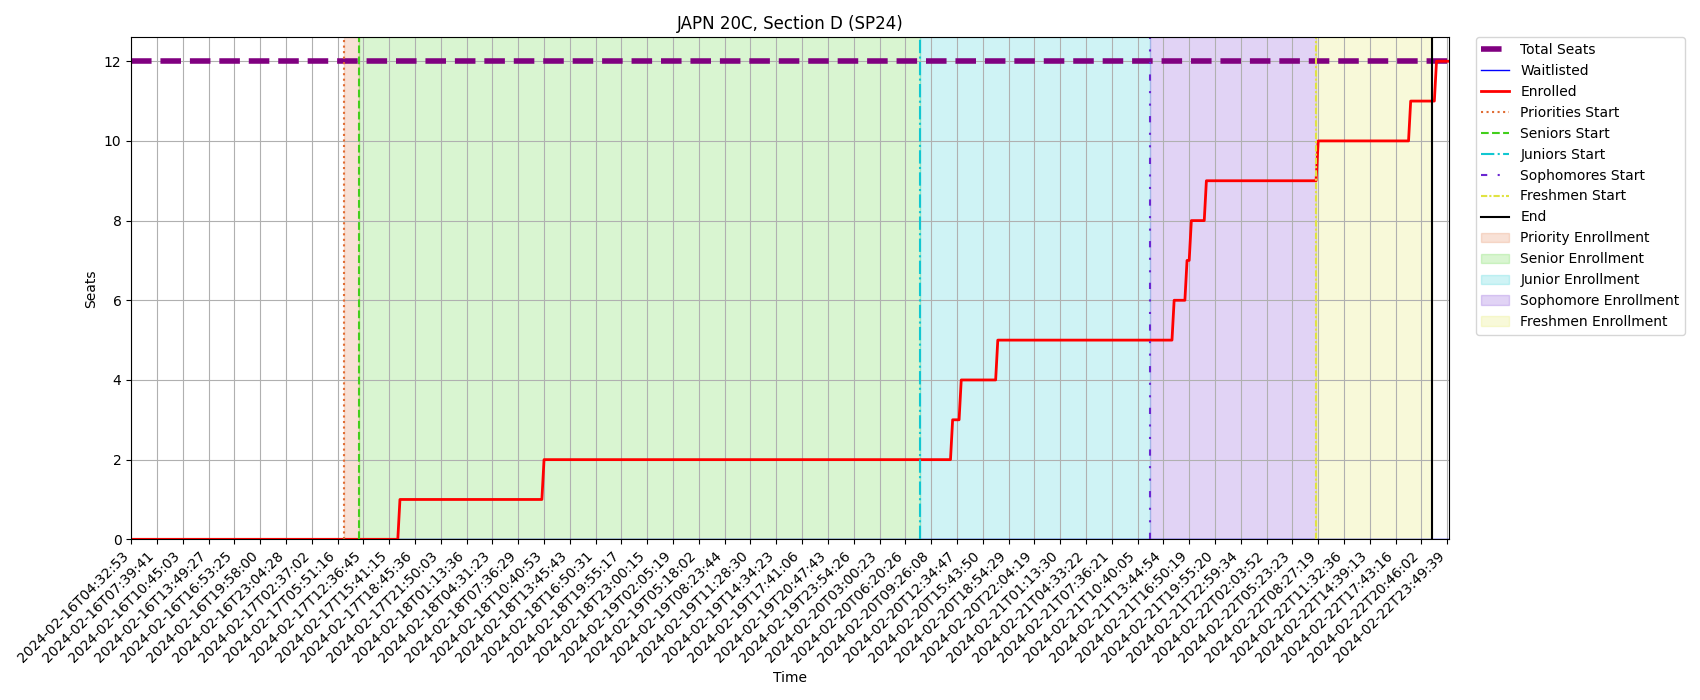 JAPN 20C, Section D (SP24)
Seats
12
10
8
6
4
2
0
2024-02-16T04:32:53
2024-02-16T07:39:41
2024-02-16T10:45:03
2024-02-16T13:49:27
2024-02-16T16:53:25
2024-02-16T19:58:00
2024-02-16T23:04:28
2024-02-17T02:37:02
2024-02-17T05:51:16
2024-02-17T12:36:45
2024-02-17T15:41:15
2024-02-17T18:45:36
2024-02-17T21:50:03
2024-02-18T01:13:36
2024-02-18T04:31:23
2024-02-18T07:36:29
2024-02-18T10:40:53
2024-02-18T13:45:43
2024-02-18T16:50:31
2024-02-18T19:55:17
2024-02-18T23:00:15
2024-02-19T02:05:19
2024-02-19T05:18:02
2024-02-19T08:23:44
2024-02-19T11:28:30
2024-02-19T14:34:23
2024-02-19T17:41:06
2024-02-19T20:47:43
2024-02-19T23:54:26
2024-02-20T03:00:23
2024-02-20T06:20:26
2024-02-20T09:26:08
2024-02-20T12:34:47
2024-02-20T15:43:50
2024-02-20T18:54:29
2024-02-20T22:04:19
2024-02-21T01:13:30
2024-02-21T04:33:22
2024-02-21T07:36:21
2024-02-21T10:40:05
2024-02-21T13:44:54
2024-02-21T16:50:19
2024-02-21T19:55:20
2024-02-21T22:59:34
2024-02-22T02:03:52
2024-02-22T05:23:23
2024-02-22T08:27:19
2024-02-22T11:32:36
2024-02-22T14:39:13
2024-02-22T17:43:16
2024-02-22T20:46:02
2024-02-22T23:49:39
Time
Total Seats
Waitlisted
Enrolled
Priorities Start
Seniors Start
Juniors Start
Sophomores Start
Freshmen Start
End
Priority Enrollment
Senior Enrollment
Junior Enrollment
Sophomore Enrollment
Freshmen Enrollment